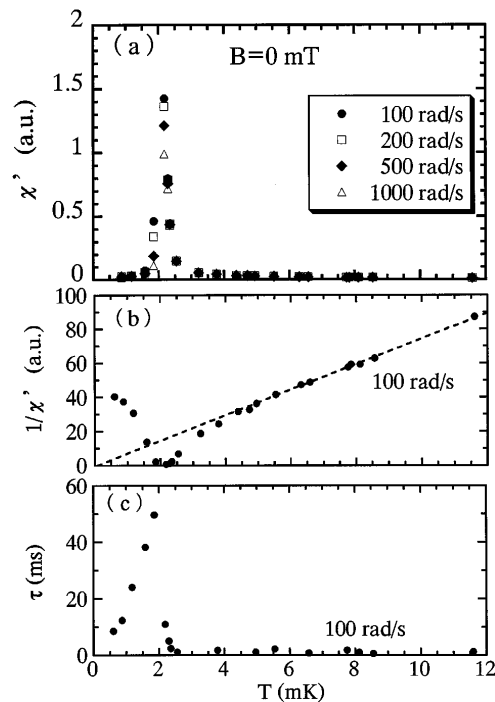 (a)
B=0 mT
2
1.5
1
0.5
0
χ’ (a.u.)
100 rad/s
200 rad/s
500 rad/s
1000 rad/s
(b)
100
80
60
40
20
0
1/χ’ (a.u.)
100 rad/s
(c)
60
40
20
0
τ (ms)
100 rad/s
0 2 4 6 8 10 12
T (mK)